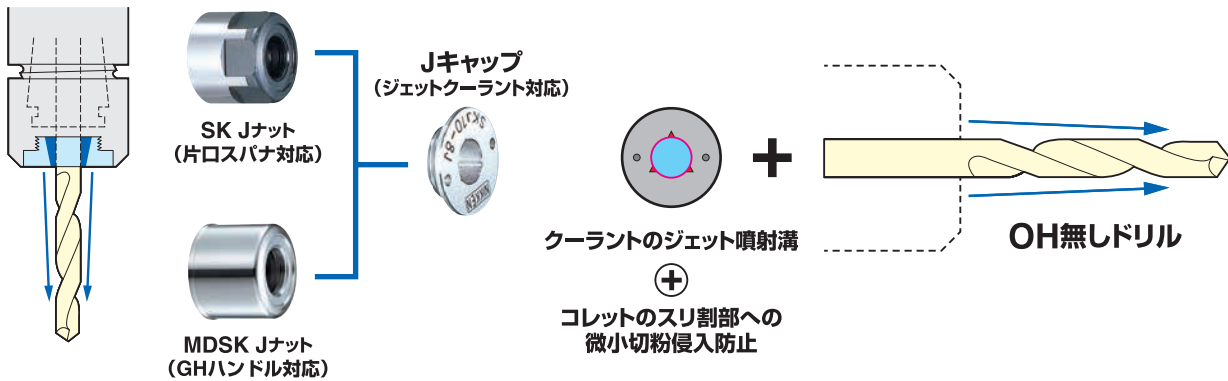 SK Jナット
(片口スパナ対応)
MDSK Jナット
(GHハンドル対応)
Jキャップ
(ジェットクーラント対応)
SKJ10-8J
NIKKEN
クーラントのジェット噴射溝
+
コレットのスリ割部への
微小切粉侵入防止
+
OH無しドリル